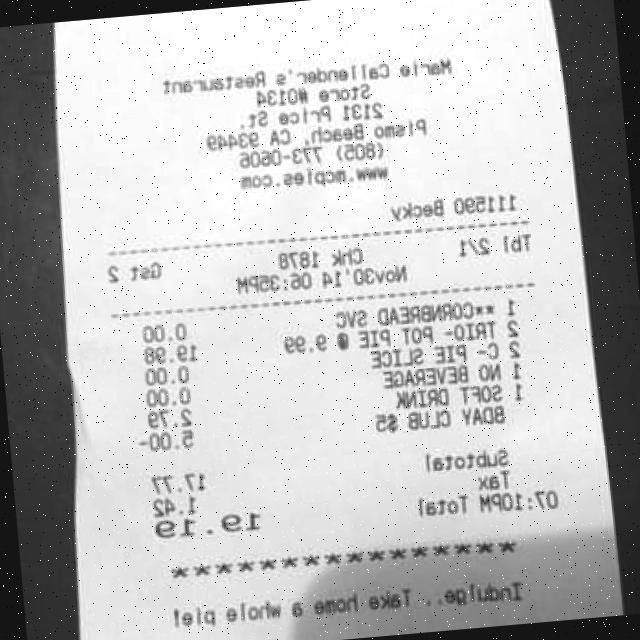 Marie Callender's Restaurant
Store #0134
2131 Price St.
Pismo Beach, CA 93449
(805) 773-0606
www.mcpies.com
111590 Becky
Tbl 2/1 Chk 1878 Gst 2
Nov30'14 06:35PM
1 **CORNBREAD SVC 0.00
2 TRIO- POT PIE @ 9.99 19.98
2 C- PIE SLICE 0.00
1 NO BEVERAGE 0.00
1 SOFT DRINK 2.79
BDAY CLUB $5 5.00-
Subtotal 17.77
Tax 1.42
07:10PM Total 19.19
****************
Indulge.. Take home a whole pie!